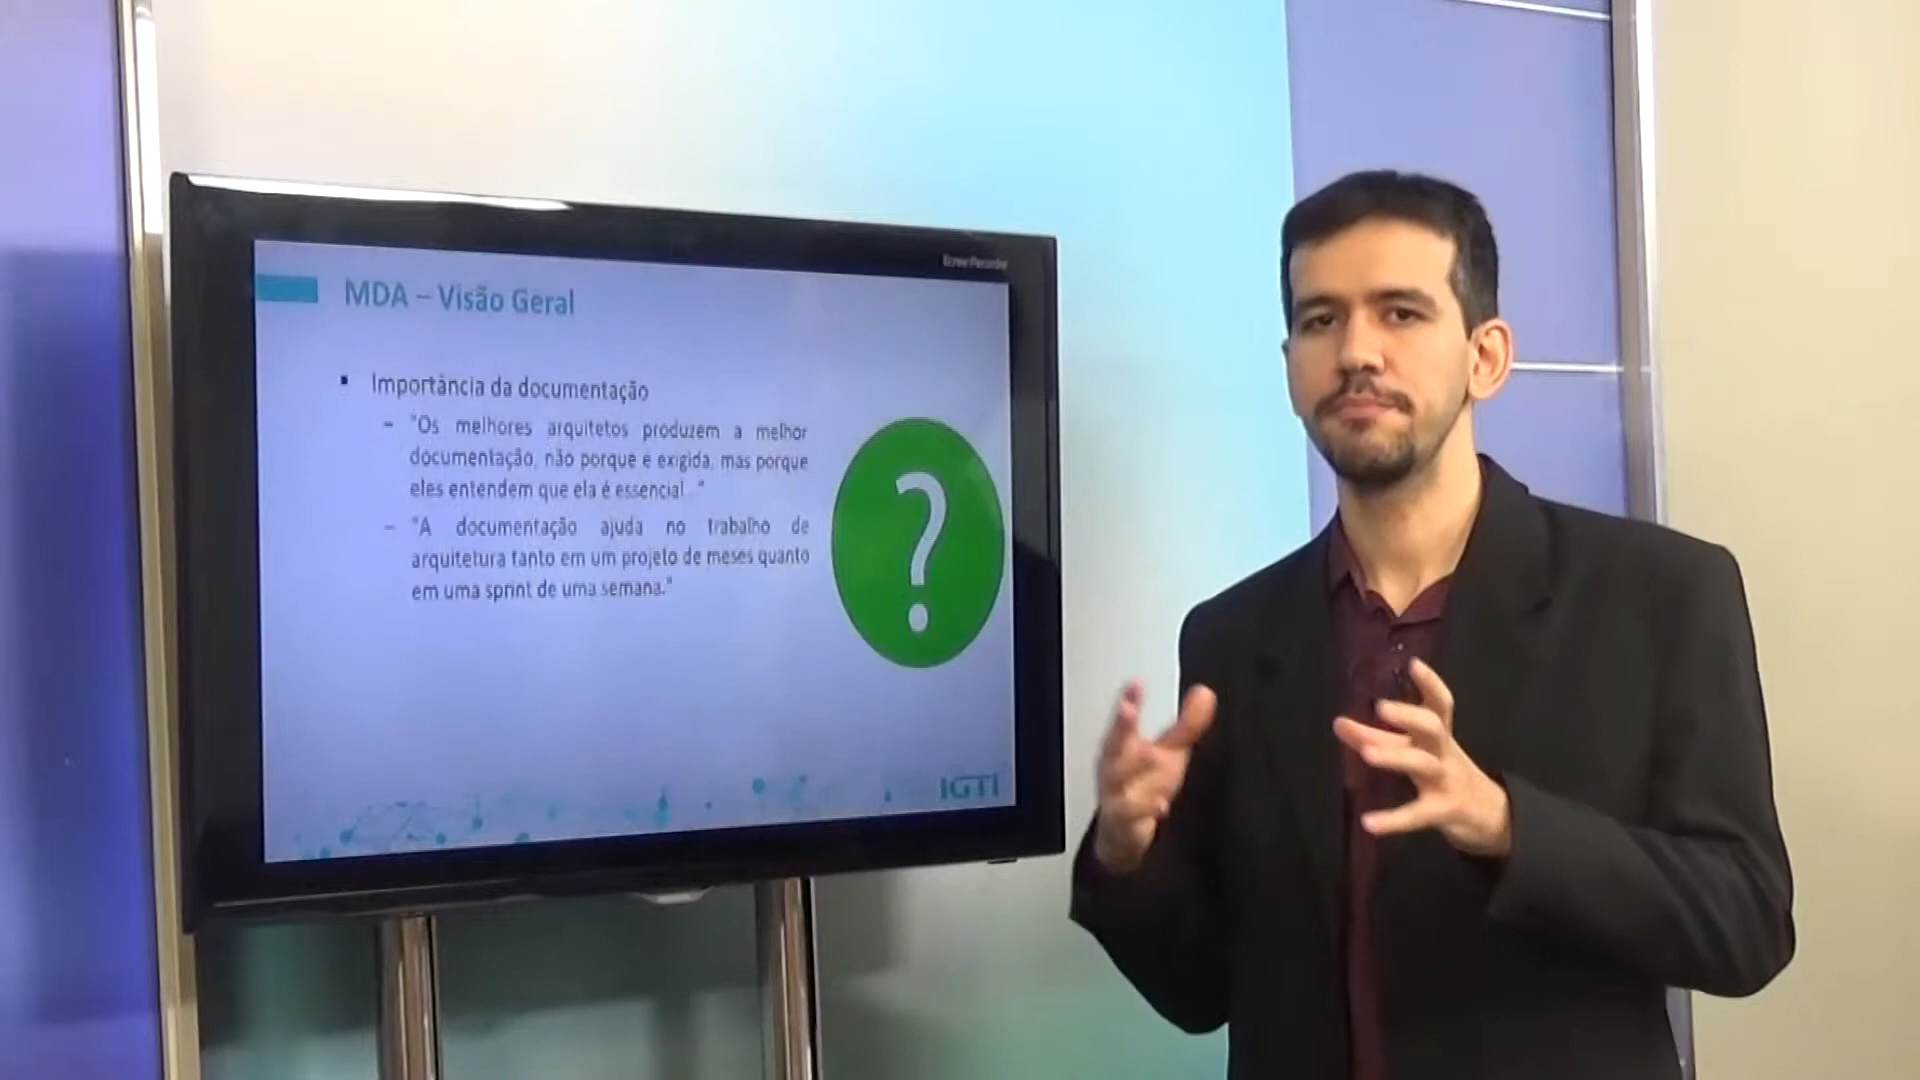 Screen Recorder
MDA – Visão Geral
▪ Importância da documentação
– "Os melhores arquitetos produzem a melhor
documentação, não porque é exigida, mas porque
eles entendem que ela é essencial..."
– "A documentação ajuda no trabalho de
arquitetura tanto em um projeto de meses quanto
em uma sprint de uma semana."
?
IGTI